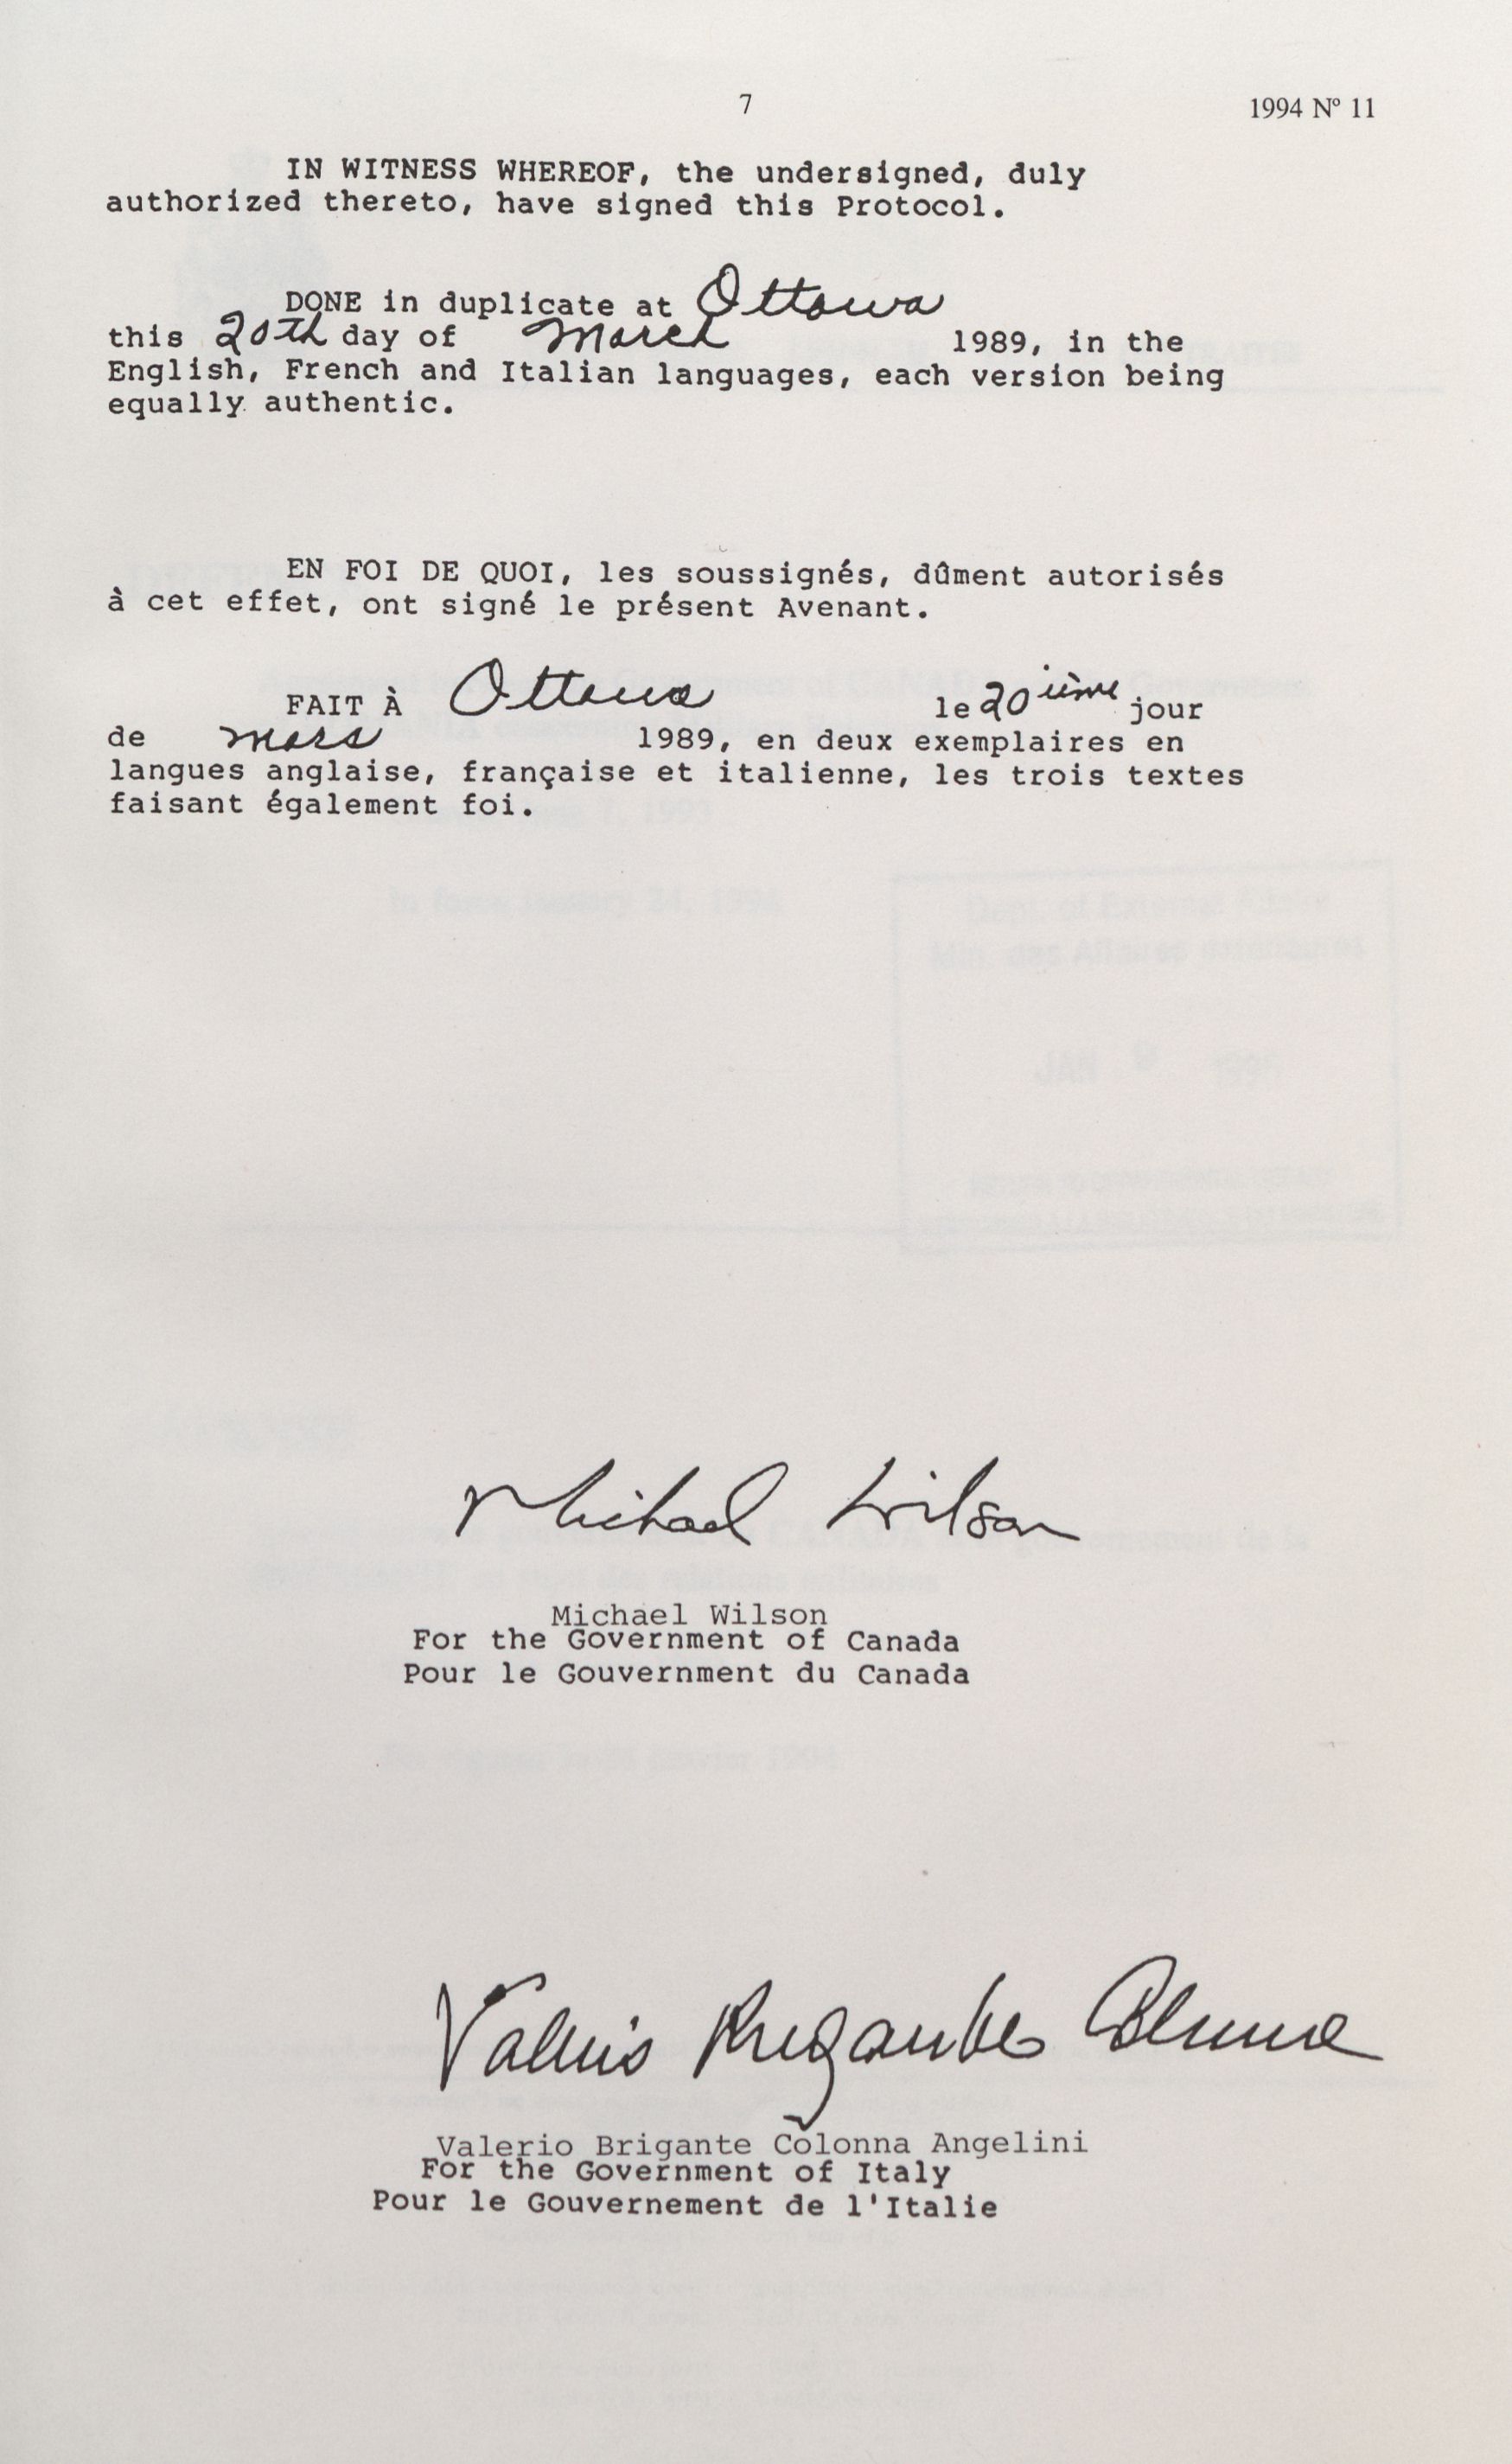 7
1994 Nº 11
IN WITNESS WHEREOF, the undersigned, duly
authorized thereto, have signed this Protocol.
DONE in duplicate at Ottawa
this 20th day of March 1989, in the
English, French and Italian languages, each version being
equally authentic.
EN FOI DE QUOI, les soussignés, dûment autorisés
à cet effet, ont signé le présent Avenant.
FAIT À Ottawa le 20ième jour
de mars 1989, en deux exemplaires en
langues anglaise, française et italienne, les trois textes
faisant également foi.
Michael Wilson
Michael Wilson
For the Government of Canada
Pour le Gouvernment du Canada
Valerio Brigante Colonna
Valerio Brigante Colonna Angelini
For the Government of Italy
Pour le Gouvernement de l'Italie